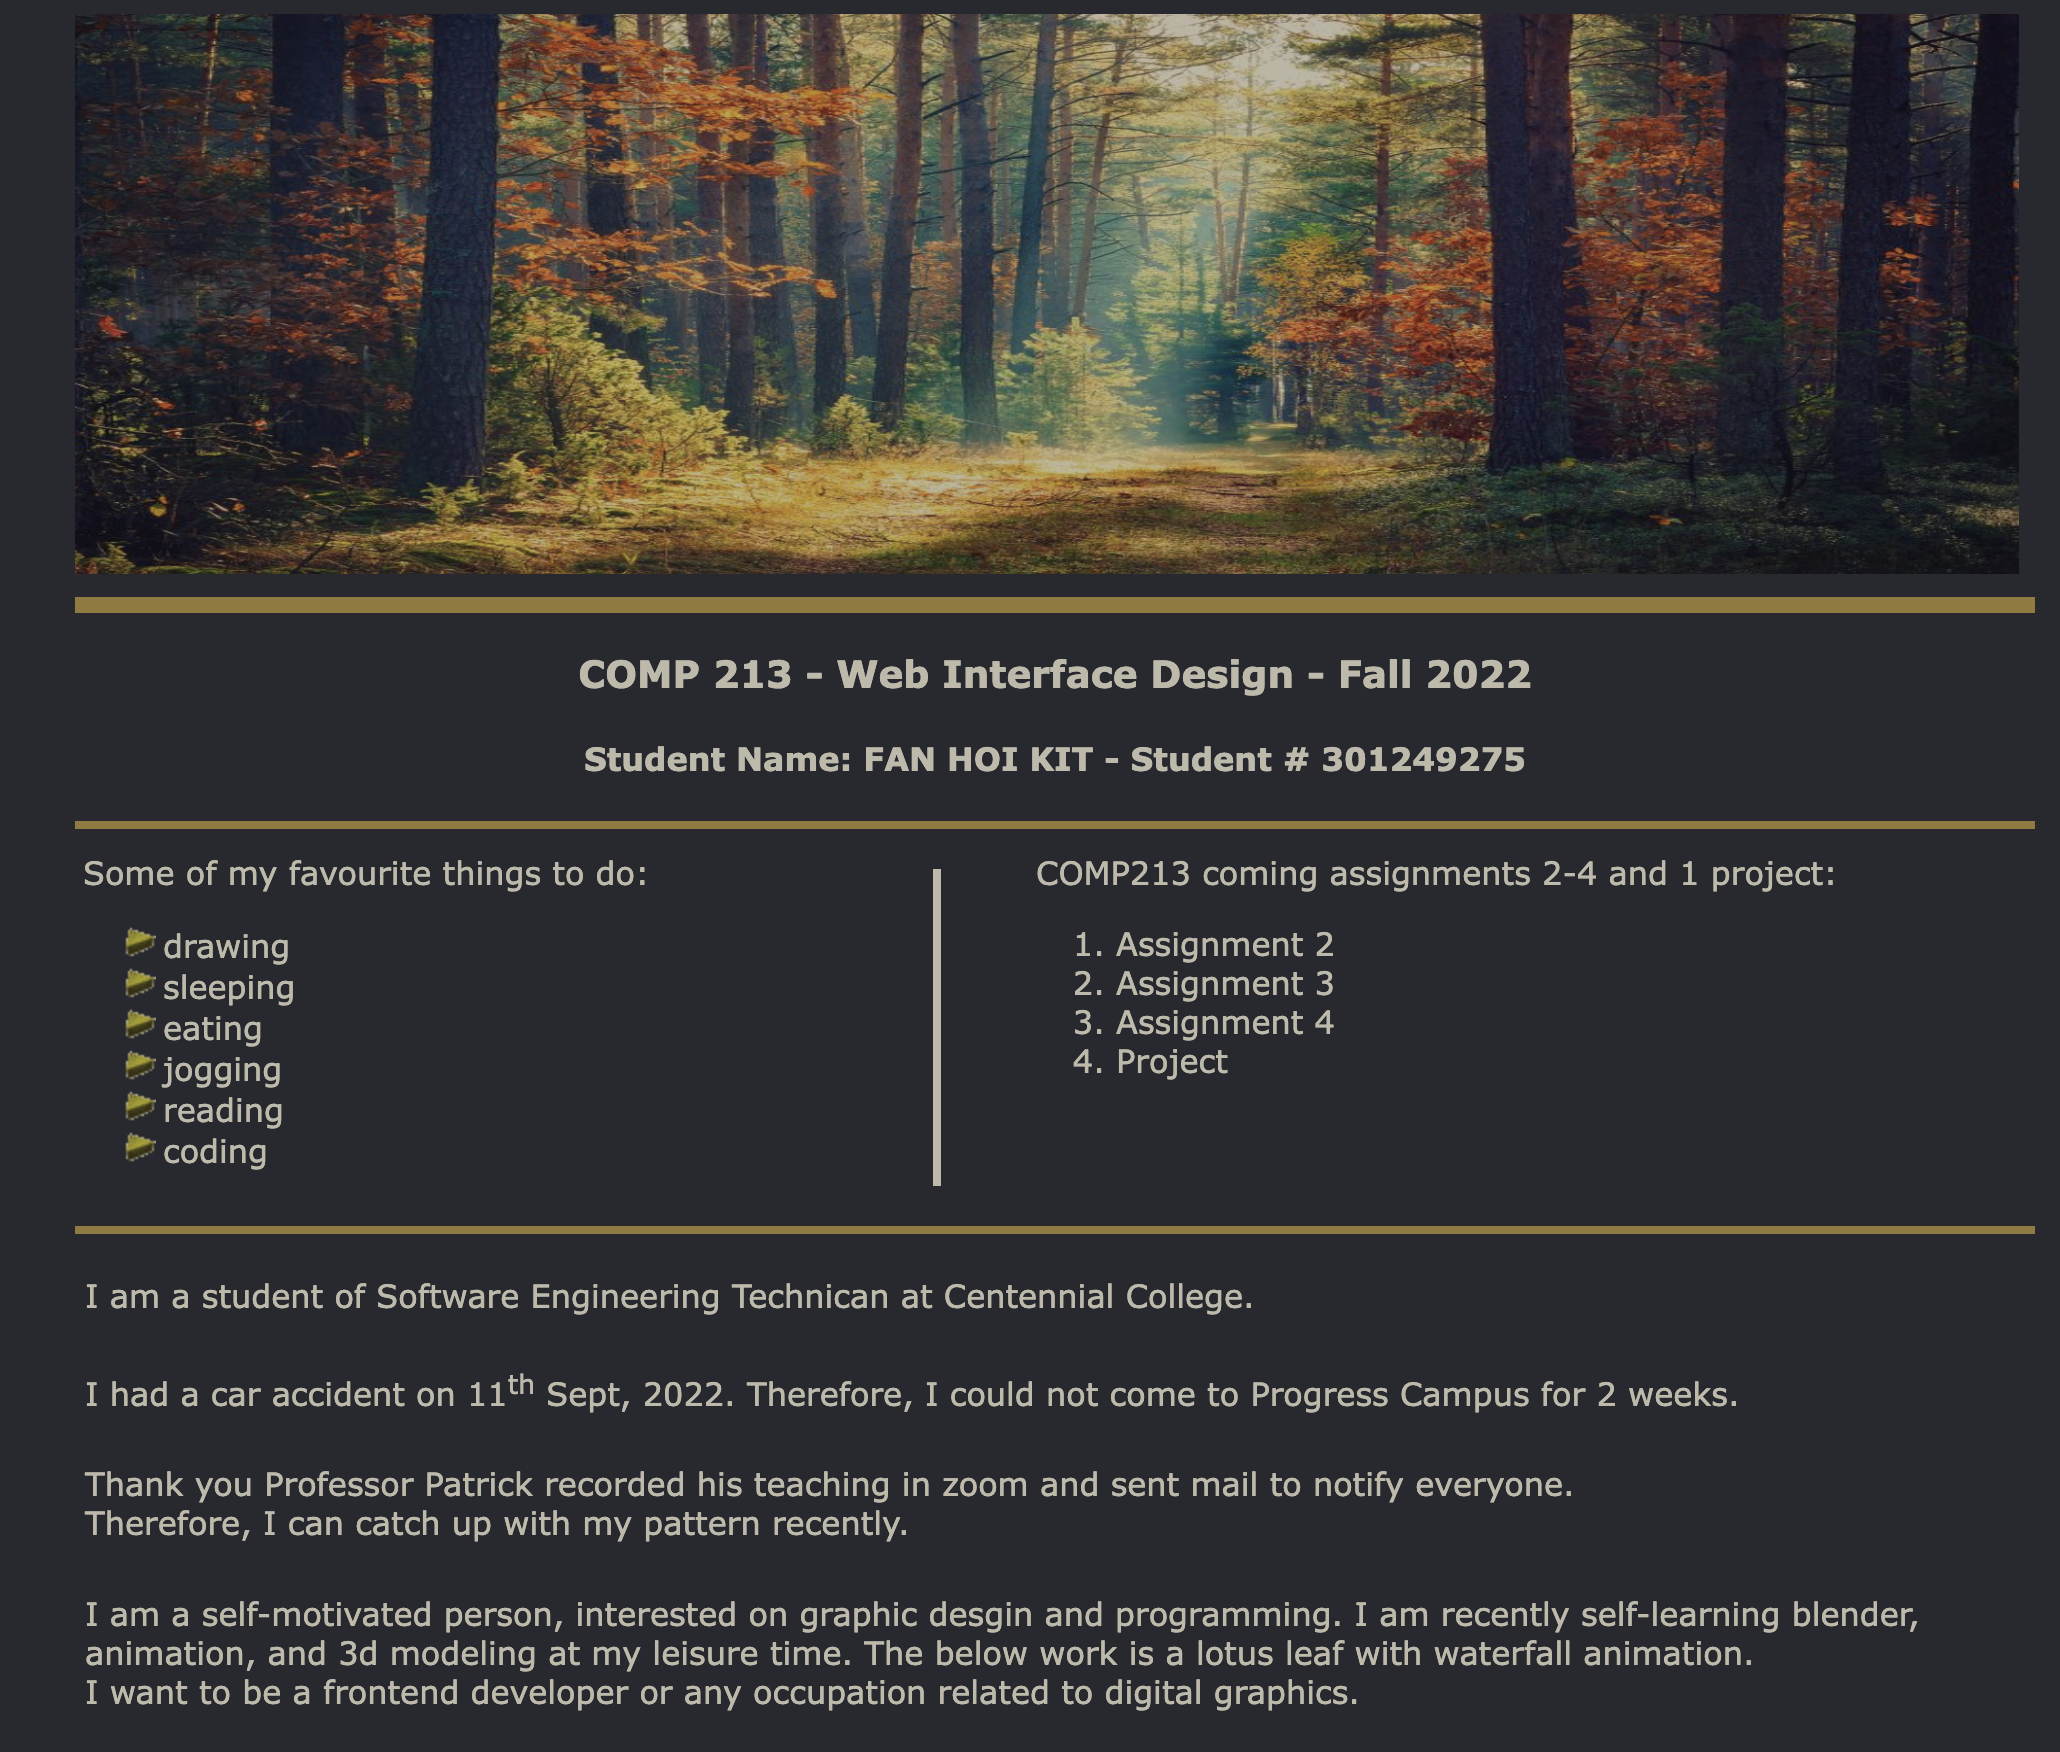 COMP 213 - Web Interface Design - Fall 2022
Student Name: FAN HOI KIT - Student # 301249275
Some of my favourite things to do:
drawing
sleeping
eating
jogging
reading
coding
COMP213 coming assignments 2-4 and 1 project:
1. Assignment 2
2. Assignment 3
3. Assignment 4
4. Project
I am a student of Software Engineering Technican at Centennial College.
I had a car accident on 11th Sept, 2022. Therefore, I could not come to Progress Campus for 2 weeks.
Thank you Professor Patrick recorded his teaching in zoom and sent mail to notify everyone.
Therefore, I can catch up with my pattern recently.
I am a self-motivated person, interested on graphic desgin and programming. I am recently self-learning blender,
animation, and 3d modeling at my leisure time. The below work is a lotus leaf with waterfall animation.
I want to be a frontend developer or any occupation related to digital graphics.